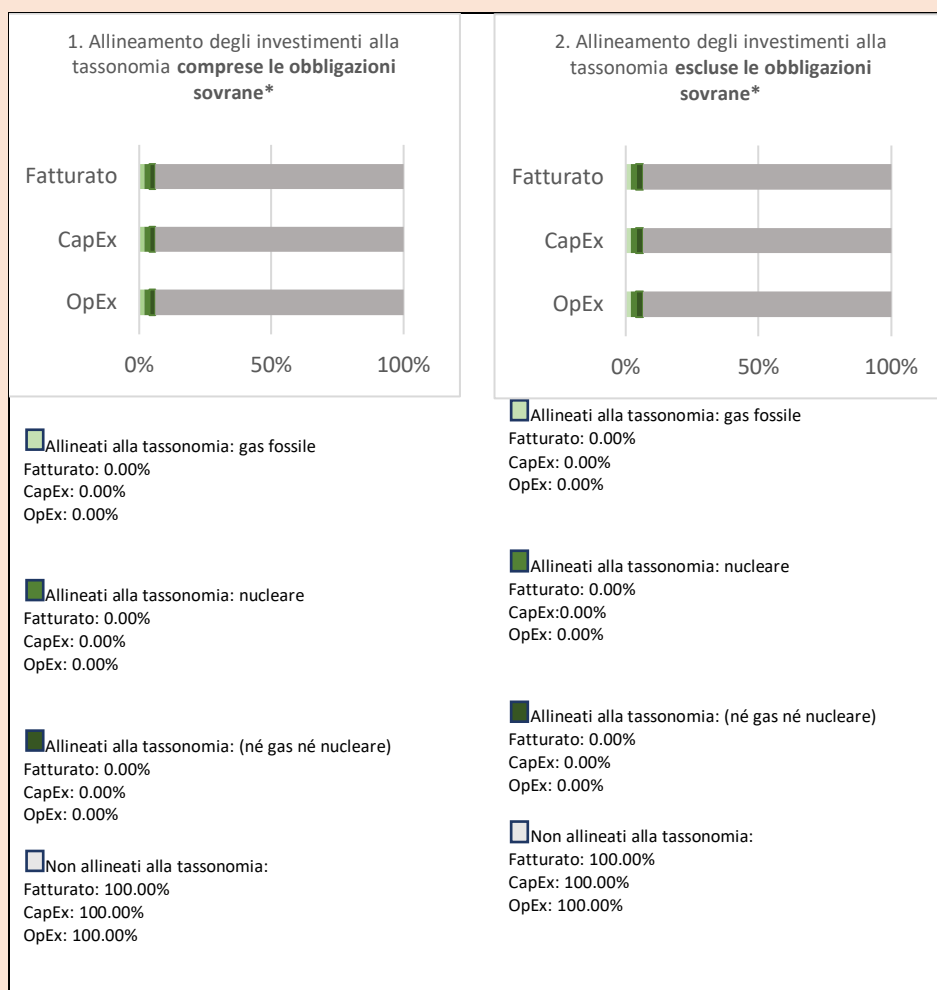 1. Allineamento degli investimenti alla
tassonomia comprese le obbligazioni
sovrane*
Fatturato
CapEx
OpEx
0%
50%
100%
Allineati alla tassonomia: gas fossile
Fatturato: 0.00%
CapEx: 0.00%
OpEx: 0.00%
Allineati alla tassonomia: nucleare
Fatturato: 0.00%
CapEx: 0.00%
OpEx: 0.00%
Allineati alla tassonomia: (né gas né nucleare)
Fatturato: 0.00%
CapEx: 0.00%
OpEx: 0.00%
Non allineati alla tassonomia:
Fatturato: 100.00%
CapEx: 100.00%
OpEx: 100.00%
2. Allineamento degli investimenti alla
tassonomia escluse le obbligazioni
sovrane*
Fatturato
CapEx
OpEx
0%
50%
100%
Allineati alla tassonomia: gas fossile
Fatturato: 0.00%
CapEx: 0.00%
OpEx: 0.00%
Allineati alla tassonomia: nucleare
Fatturato: 0.00%
CapEx:0.00%
OpEx: 0.00%
Allineati alla tassonomia: (né gas né nucleare)
Fatturato: 0.00%
CapEx: 0.00%
OpEx: 0.00%
Non allineati alla tassonomia:
Fatturato: 100.00%
CapEx: 100.00%
OpEx: 100.00%